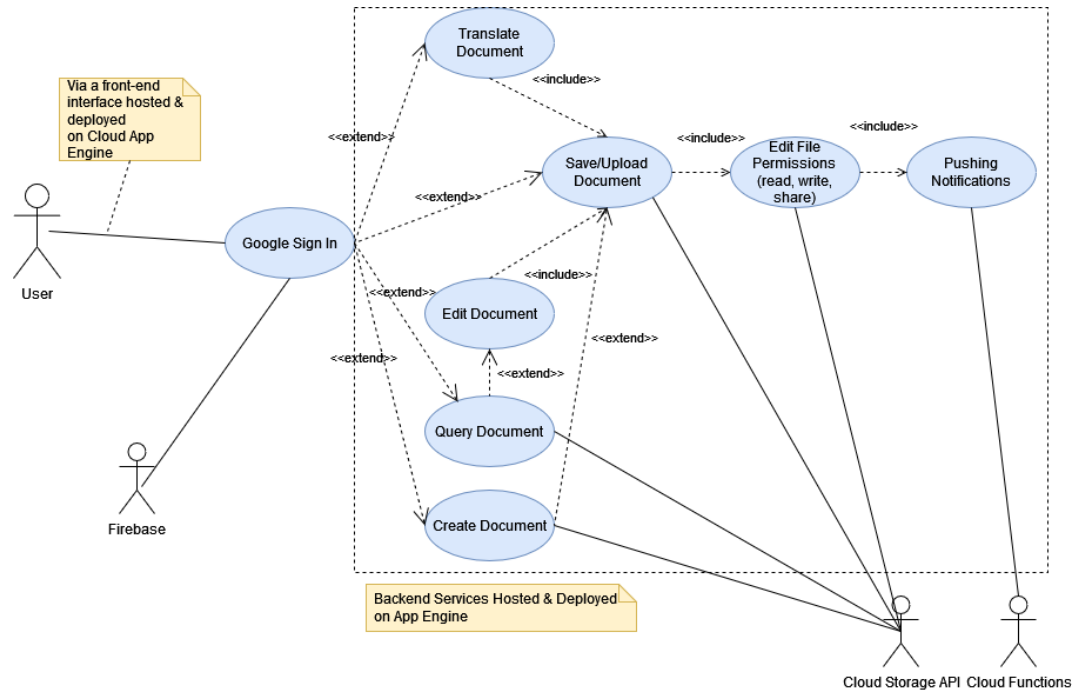 Translate
Document
Via a front-end
interface hosted &
deployed
on Cloud App
Engine
<<include>>
<<extend>>
<<include>>
<<include>>
Save/Upload
Document
Edit File
Permissions
(read, write,
share)
Pushing
Notifications
<<extend>>
Google Sign In
User
<<include>>
<<extend>>
Edit Document
<<extend>>
<<extend>>
<<extend>>
Query Document
Firebase
Create Document
Backend Services Hosted & Deployed
on App Engine
Cloud Storage API
Cloud Functions